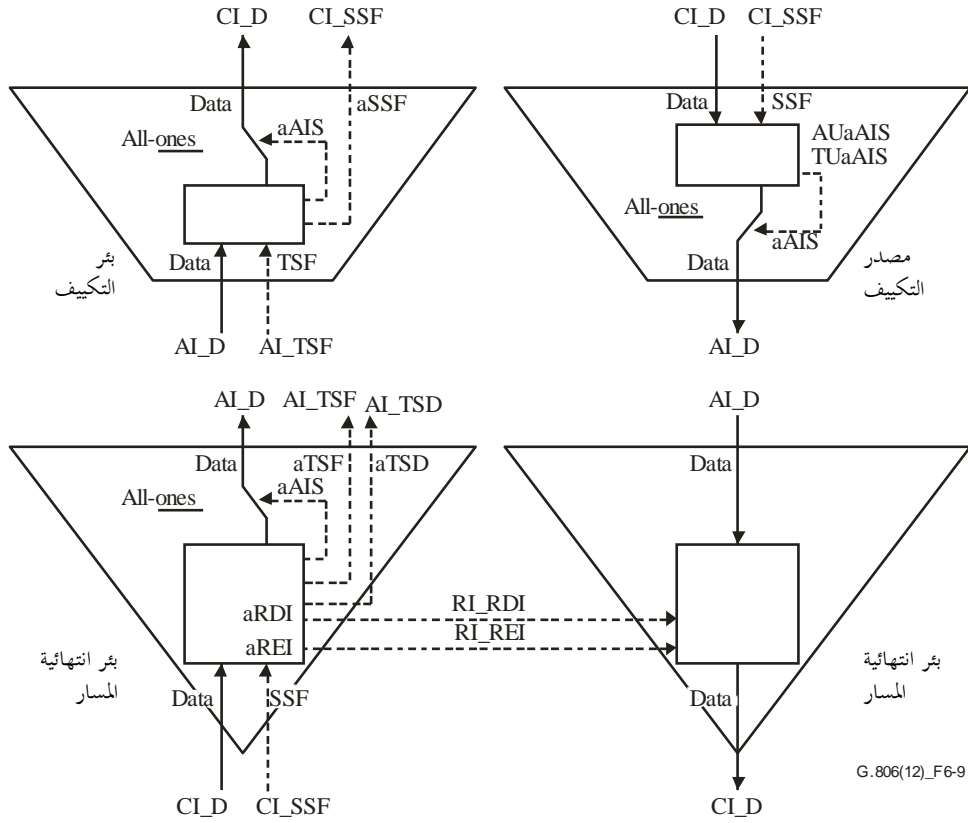 CI_D CI_SSF
CI_D CI_SSF
Data aSSF
Data SSF
All-ones aAIS
AUaAIS
TUaAIS
All-ones
aAIS
Data TSF
Data
بئر
التكييف
مصدر
التكييف
AI_D AI_TSF
AI_D
AI_D AI_TSF AI_TSD
AI_D
Data aTSF aTSD
Data
All-ones aAIS
aRDI
RI_RDI
aREI
RI_REI
بئر انتهائية
المسار
Data SSF
Data
بئر انتهائية
المسار
CI_D CI_SSF
CI_D
G.806(12)_F6-9